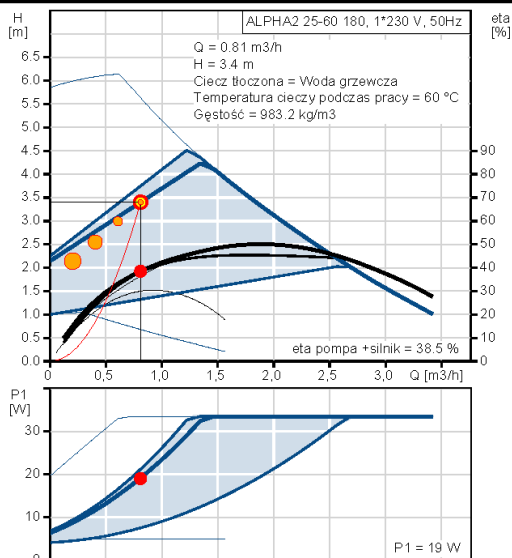 H
[m]
ALPHA2 25-60 180, 1*230 V, 50Hz
eta
[%]
Q = 0.81 m3/h
H = 3.4 m
Ciecz tłoczona = Woda grzewcza
Temperatura cieczy podczas pracy = 60 °C
Gęstość = 983.2 kg/m3
6.5
6.0
5.5
5.0
4.5
4.0
3.5
3.0
2.5
2.0
1.5
1.0
0.5
0.0
90
80
70
60
50
40
30
20
10
0
eta pompa +silnik = 38.5 %
0 0,5 1,0 1,5 2,0 2,5 3,0 Q [m3/h]
P1
[W]
30
20
10
0
P1 = 19 W